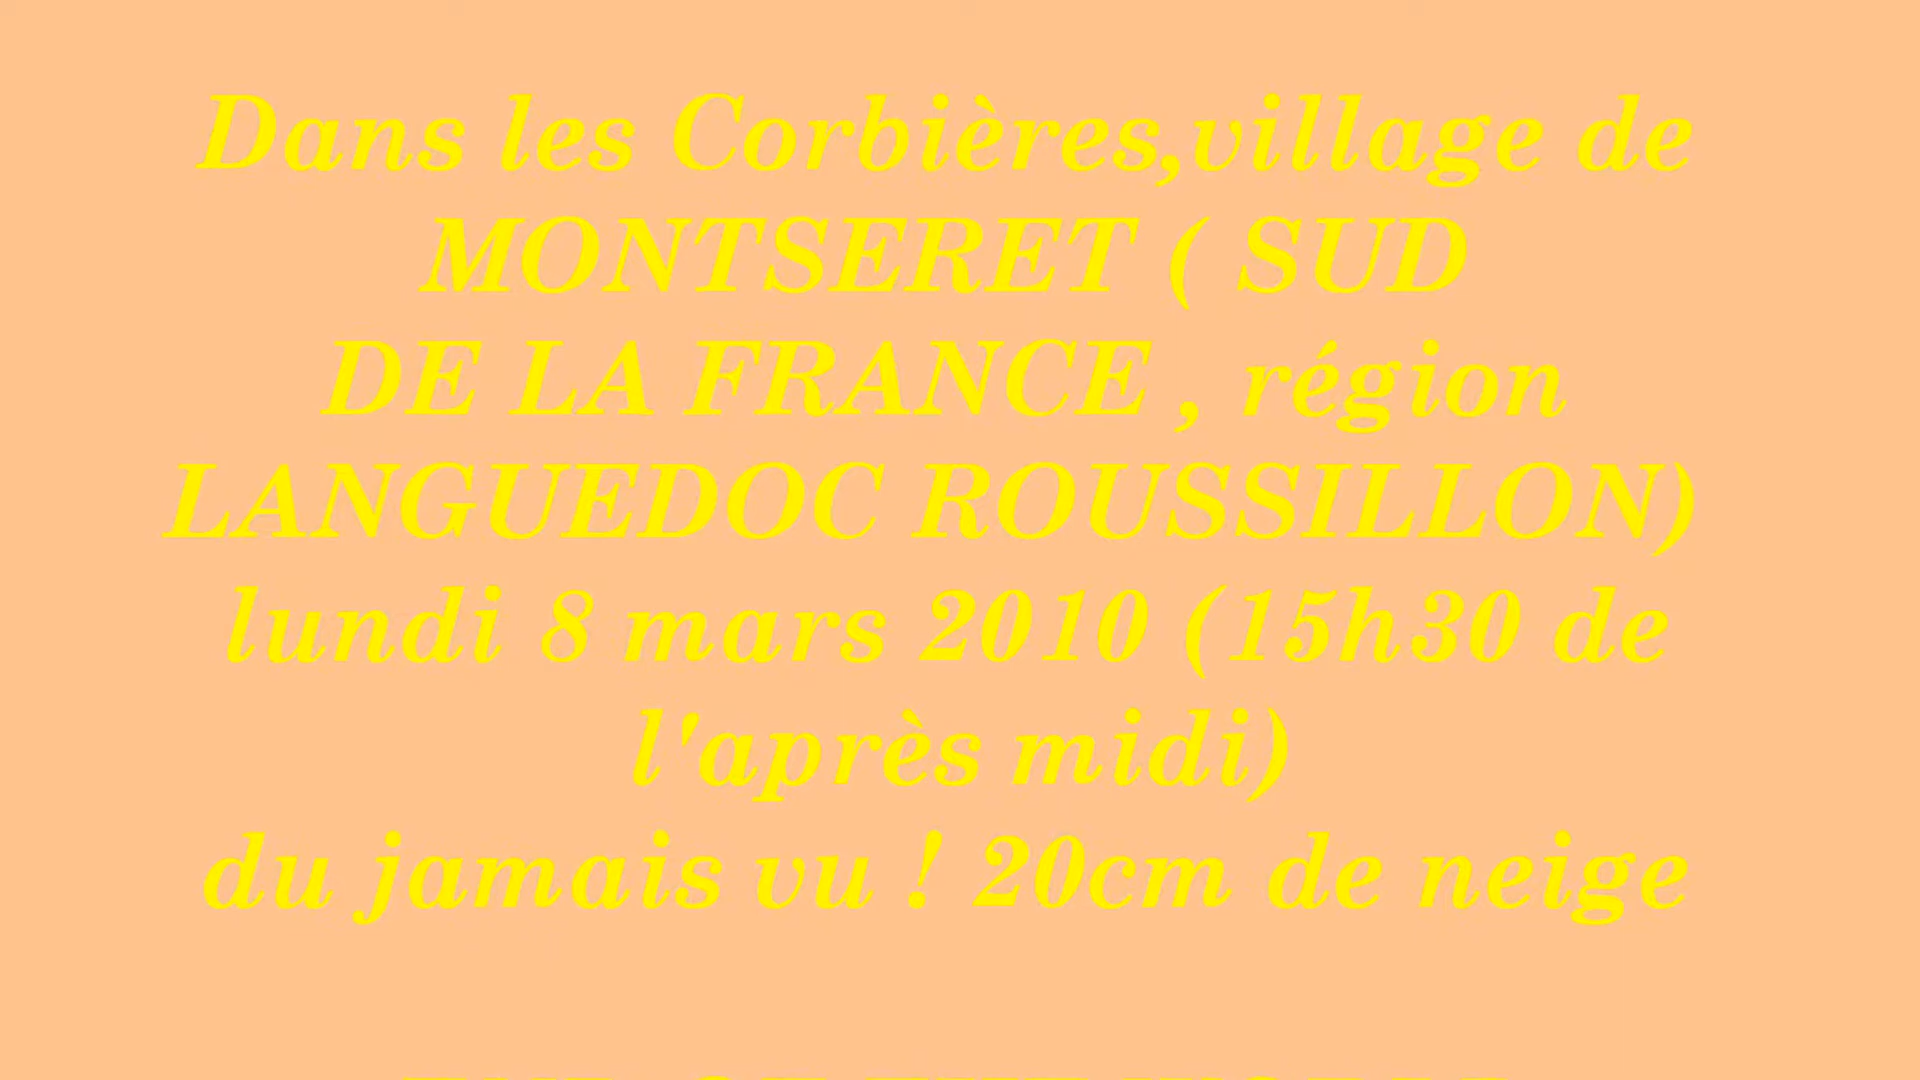 Dans les Corbières,village de
MONTSERET ( SUD
DE LA FRANCE , région
LANGUEDOC ROUSSILLON)
lundi 8 mars 2010 (15h30 de
l'après midi)
du jamais vu ! 20cm de neige